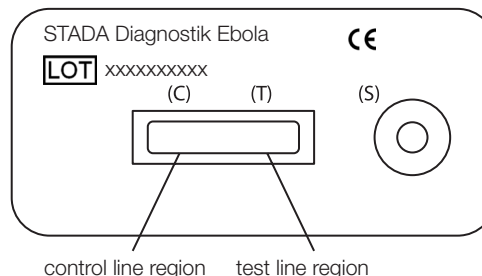 STADA Diagnostik Ebola CE
LOT xxxxxxxxxx
(C) (T) (S)
control line region test line region